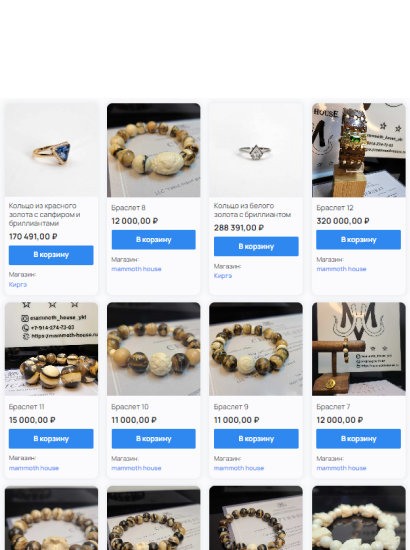 HOUSE
Кольцо из красного
золота с сапфиром и
бриллиантами
170 491,00 ₽
В корзину
Магазин:
Киргэ
Браслет 8
12 000,00 ₽
В корзину
Магазин:
mammoth house
Кольцо из белого
золота с бриллиантом
288 391,00 ₽
В корзину
Магазин:
Киргэ
Браслет 12
320 000,00 ₽
В корзину
Магазин:
mammoth house
mammoth_house_ykt
+7-914-274-73-03
https://mammoth-house.ru
Браслет 11
15 000,00 ₽
В корзину
Магазин:
mammoth house
Браслет 10
11 000,00 ₽
В корзину
Магазин:
mammoth house
Браслет 9
11 000,00 ₽
В корзину
Магазин:
mammoth house
Браслет 7
12 000,00 ₽
В корзину
Магазин:
mammoth house